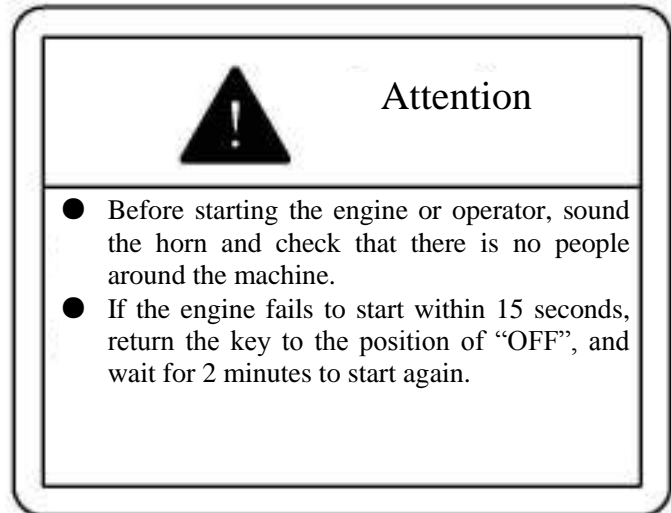 Attention
● Before starting the engine or operator, sound
the horn and check that there is no people
around the machine.
● If the engine fails to start within 15 seconds,
return the key to the position of “OFF”, and
wait for 2 minutes to start again.